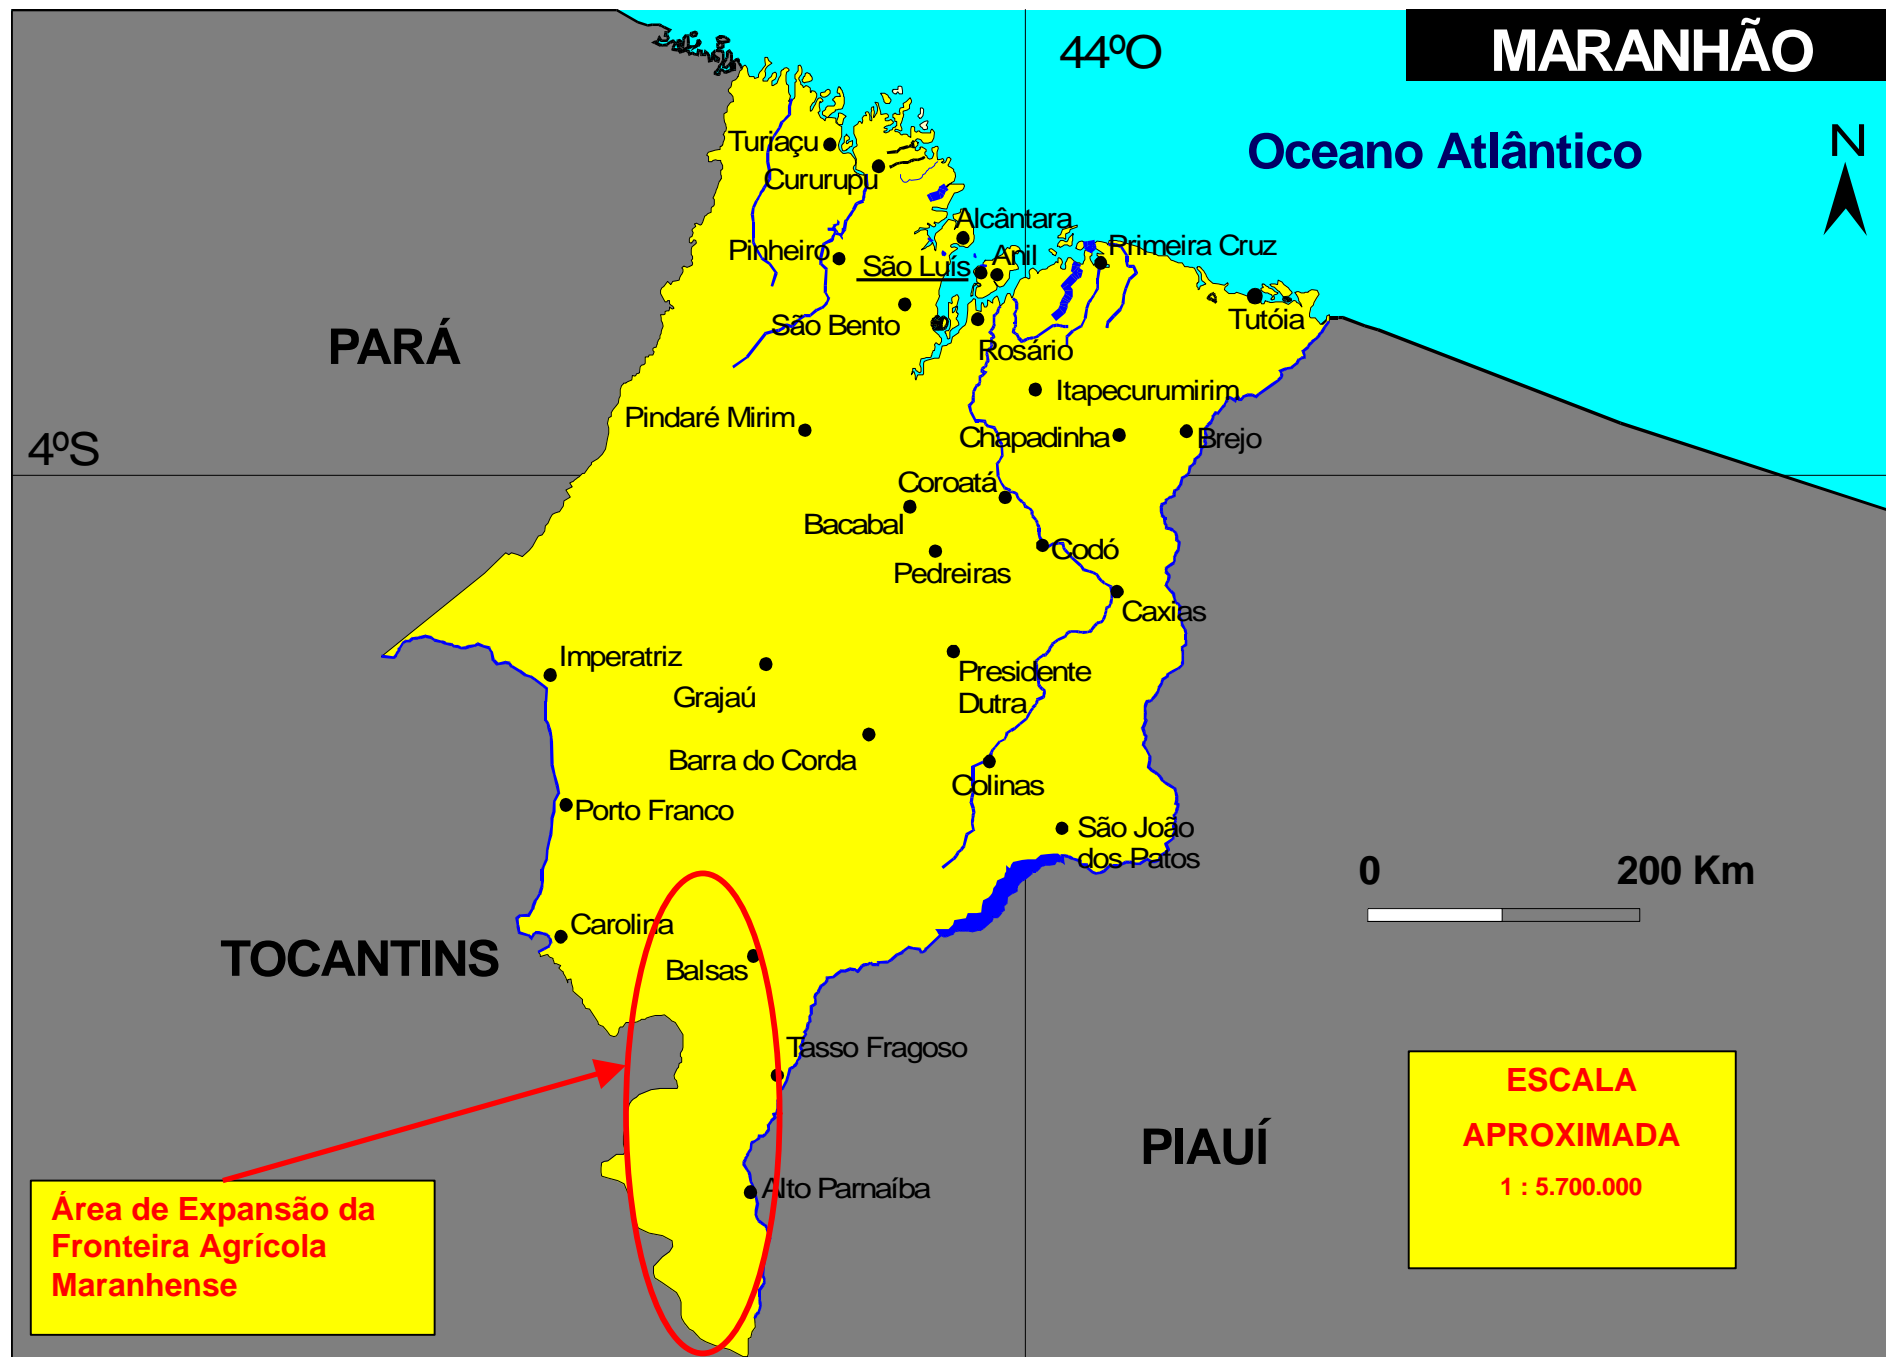 44ºO
MARANHÃO
Oceano Atlântico
N
Turiaçu
Cururupu
Alcântara
Pinheiro
São Luís
Anil
Primeira Cruz
São Bento
Tutóia
PARÁ
Rosário
Itapecurumirim
Pindaré Mirim
Chapadinha
Brejo
4ºS
Coroatá
Bacabal
Codó
Pedreiras
Caxias
Imperatriz
Grajaú
Presidente
Dutra
Barra do Corda
Colinas
Porto Franco
São João
dos Patos
0
200 Km
Carolina
TOCANTINS
Balsas
Tasso Fragoso
ESCALA
APROXIMADA
1 : 5.700.000
PIAUÍ
Alto Parnaíba
Área de Expansão da
Fronteira Agrícola
Maranhense